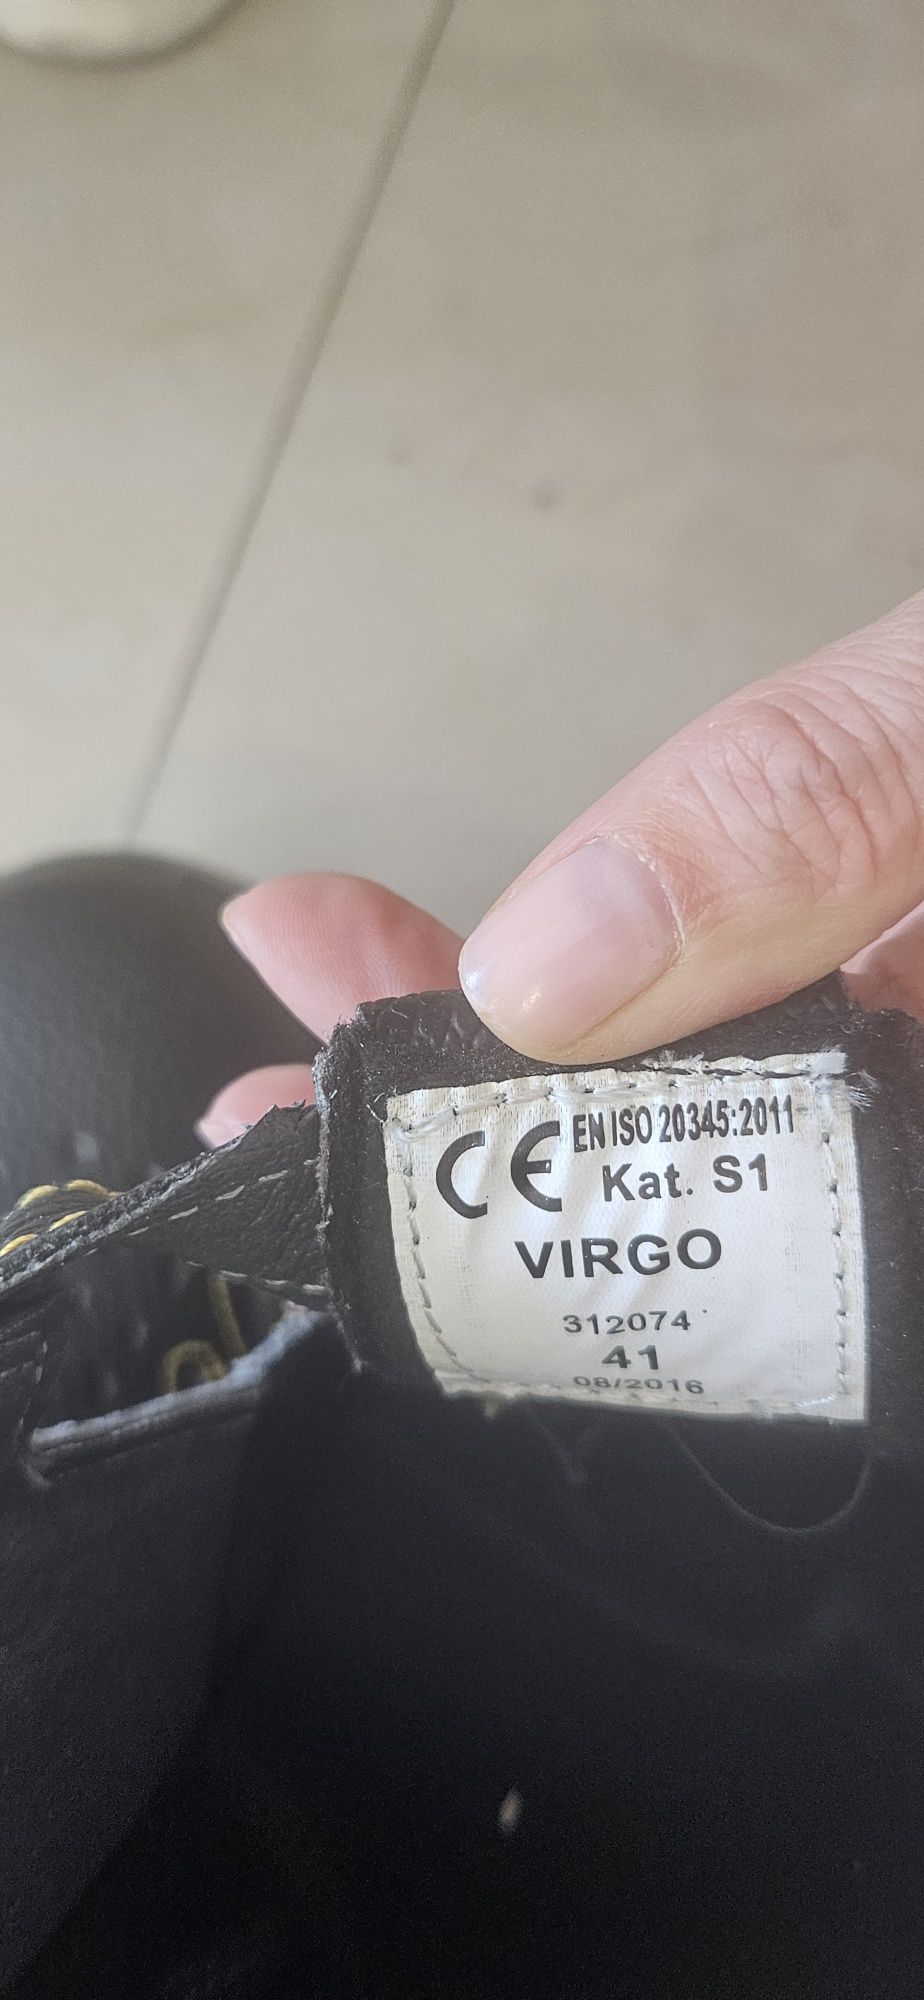 CE EN ISO 20345:2011
Kat. S1
VIRGO
312074
41
08/2016